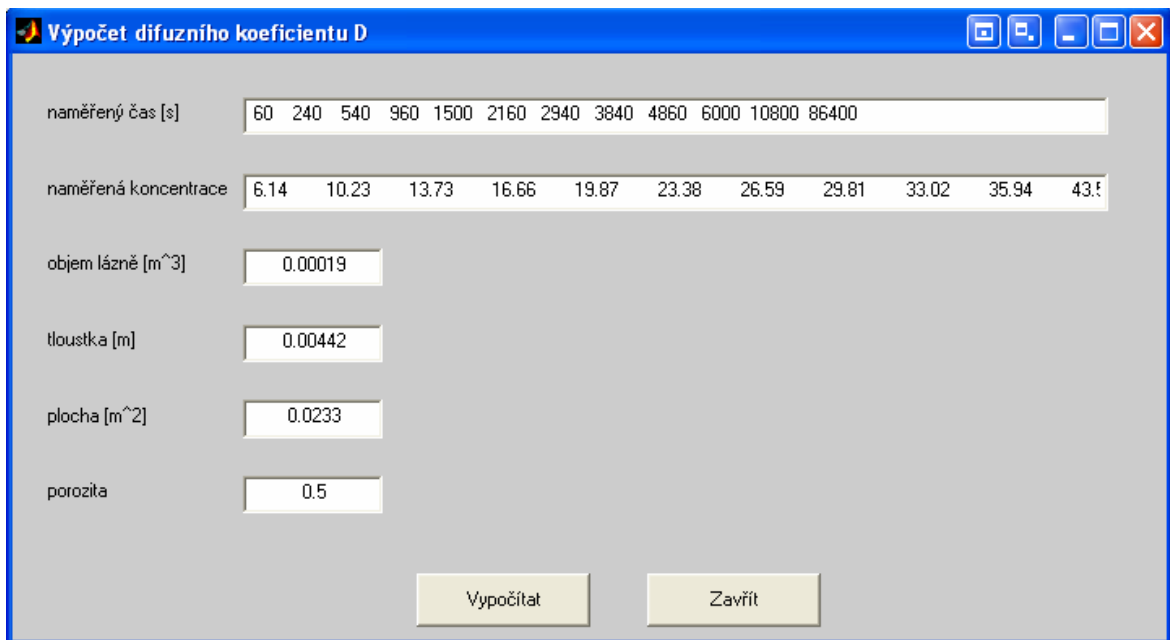 Výpočet difuzního koeficientu D
naměřený čas [s] 60 240 540 960 1500 2160 2940 3840 4860 6000 10800 86400
naměřená koncentrace 6.14 10.23 13.73 16.66 19.87 23.38 26.59 29.81 33.02 35.94
objem lázně [m^3] 0.00019
tloustka [m] 0.00442
plocha [m^2] 0.0233
porozita 0.5
Vypočítat Zavřít